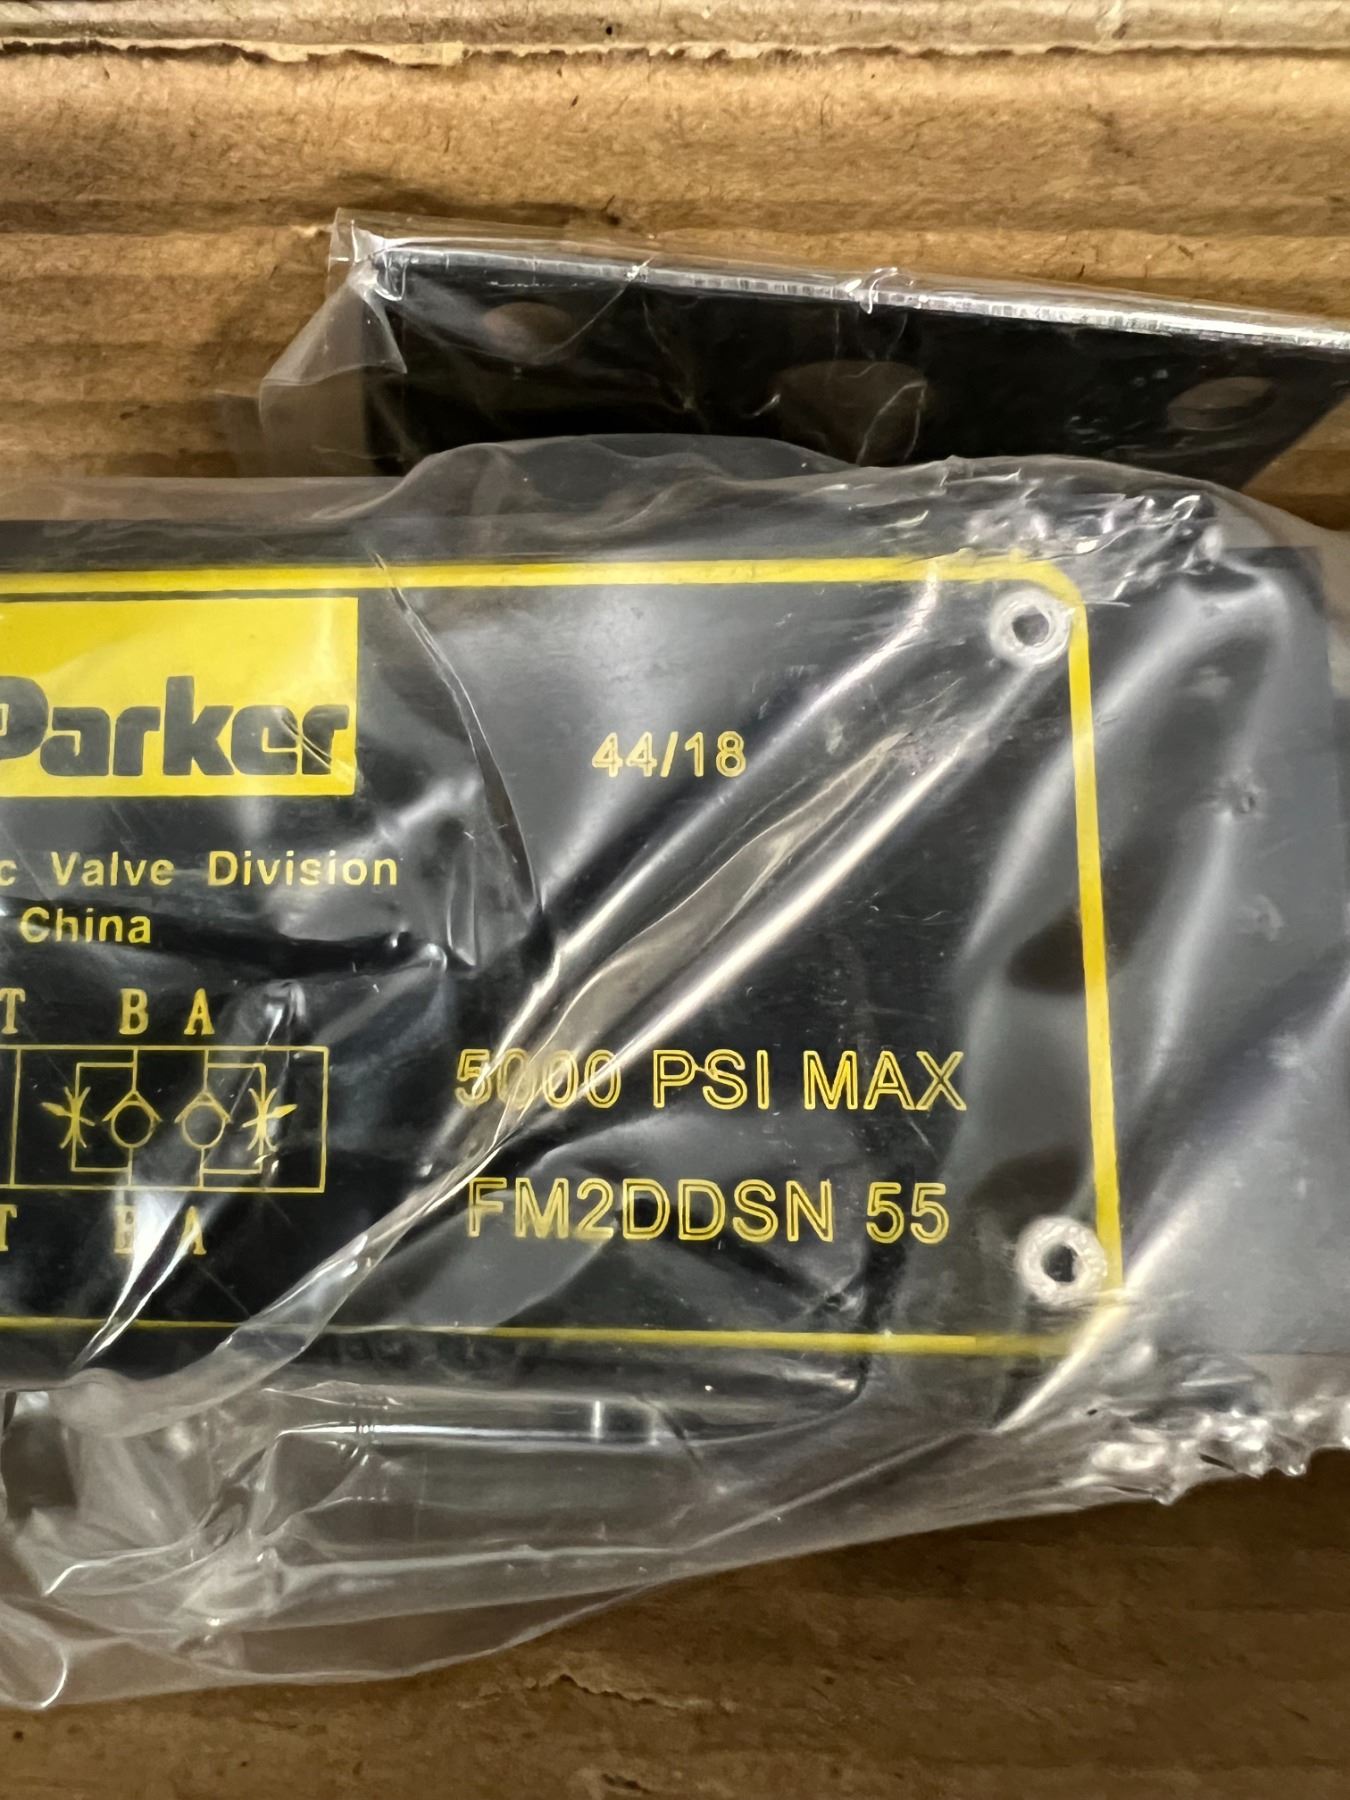 Parker
44/18
c Valve Division
China
T B A
5000 PSI MAX
FM2DDSN 55
T B A